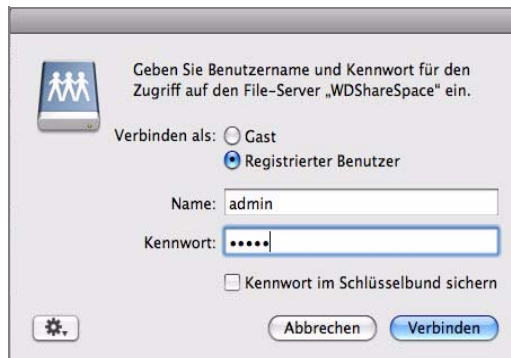 Geben Sie Benutzername und Kennwort für den
Zugriff auf den File-Server „WDShareSpace“ ein.
Verbinden als: Gast
Registrierter Benutzer
Name: admin
Kennwort: •••••
Kennwort im Schlüsselbund sichern
Abbrechen Verbinden